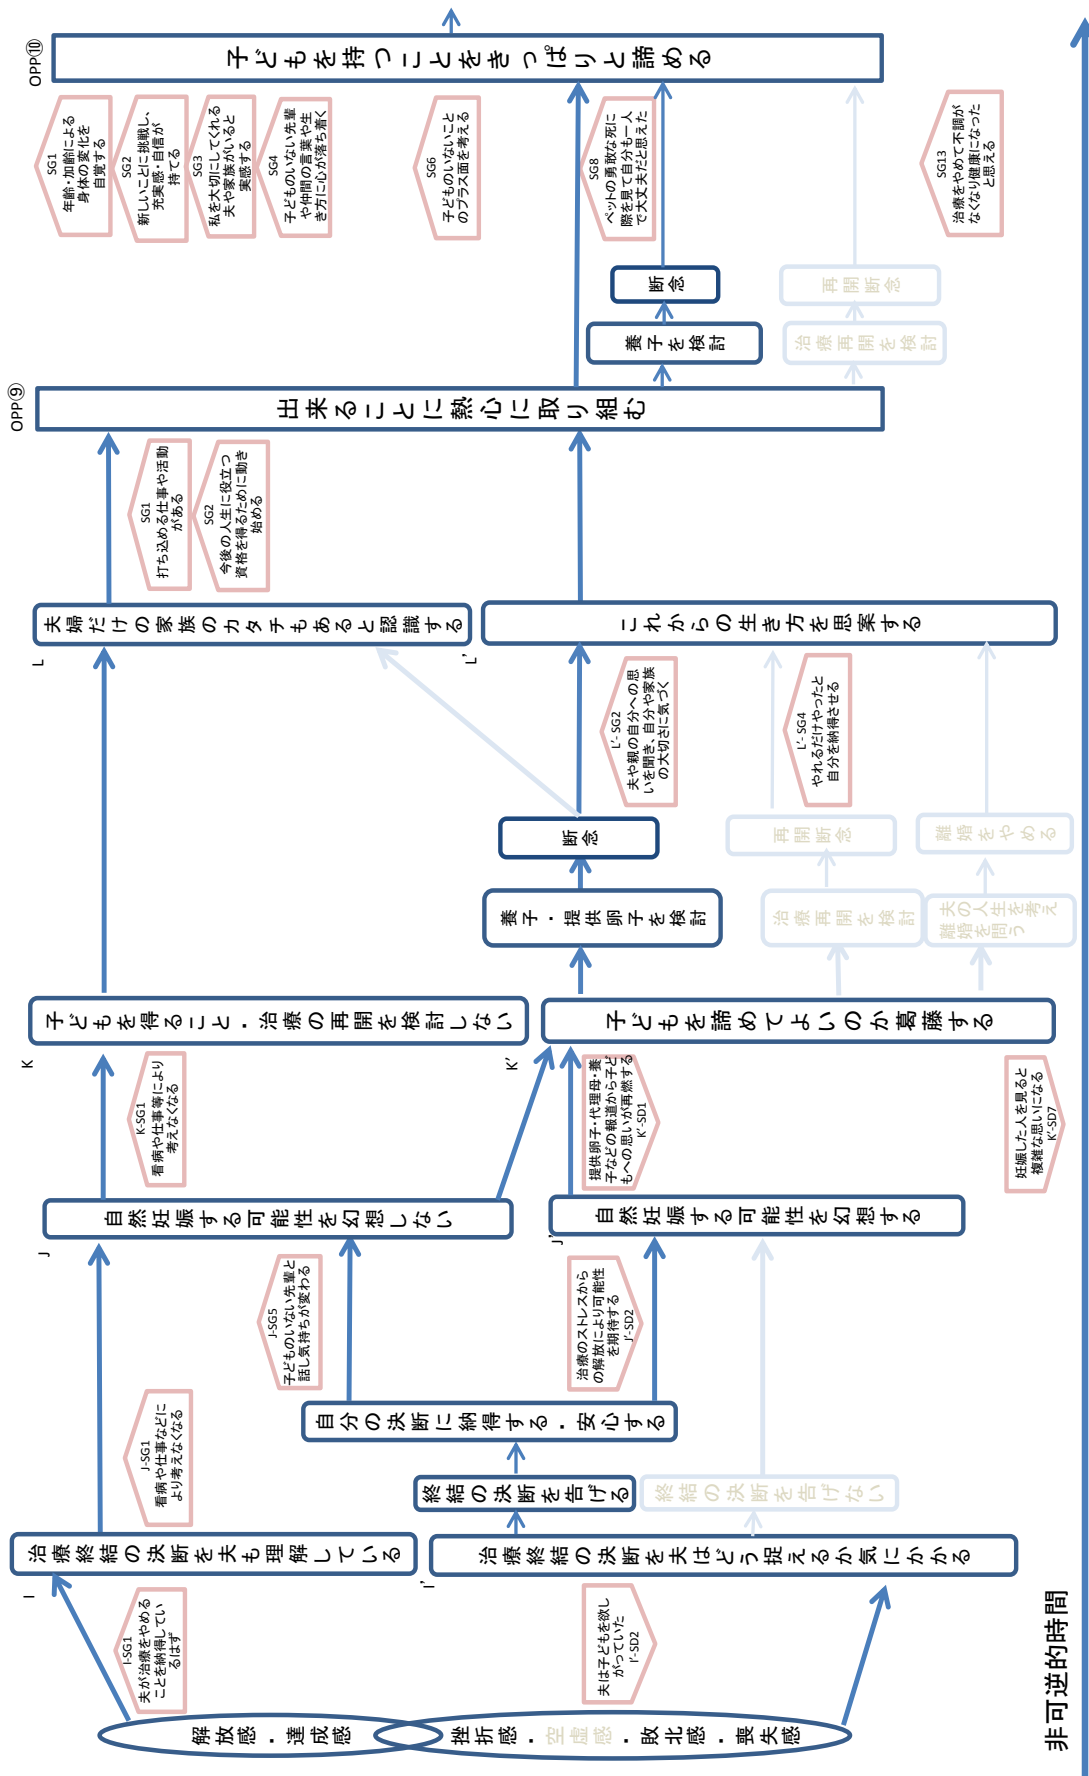 解放感・達成感
挫折感・空虚感・敗北感・喪失感
I-SG1
夫が治療をやめる
ことを納得してい
るはず
夫は子どもを欲し
がっていた
I'-SD2
I
治療終結の決断を夫も理解している
I'
治療終結の決断を夫はどう捉えるか気にかかる
終結の決断を告げる
終結の決断を告げない
自分の決断に納得する・安心する
J-SG1
看病や仕事などに
より考えなくなる
J-SG5
子どものいない先輩と
話し気持ちが変わる
治療のストレスから
の解放により可能性
を期待する
J'-SD2
J
自然妊娠する可能性を幻想しない
J'
自然妊娠する可能性を幻想する
K-SG1
看病や仕事等により
考えなくなる
提供卵子・代理母・養
子などの報道から子ど
もへの思いが再燃する
K'-SD1
妊娠した人を見ると
複雑な思いになる
K'-SD7
K
子どもを得ること・治療の再開を検討しない
K'
子どもを諦めてよいのか葛藤する
養子・提供卵子を検討
断念
治療再開を検討
再開断念
夫の人生を考え
離婚を問う
離婚をやめる
L'- SG2
夫や親の自分への思
いを聞き、自分や家族
の大切さに気づく
L'- SG4
やれるだけやったと
自分を納得させる
L
夫婦だけの家族のカタチもあると認識する
L'
これからの生き方を思案する
SG1
打ち込める仕事や活動
がある
SG2
今後の人生に役立つ
資格を得るために動き
始める
OPP⑨
出来ることに熱心に取り組む
養子を検討
断念
治療再開を検討
再開断念
SG1
年齢・加齢による
身体の変化を
自覚する
SG2
新しいことに挑戦し、
充実感・自信が
持てる
SG3
私を大切にしてくれる
夫や家族がいると
実感する
SG4
子どものいない先輩
や仲間の言葉や生
き方に心が落ち着く
SG6
子どものいないこと
のプラス面を考える
SG8
ペットの勇敢な死に
際を見て自分も一人
で大丈夫だと思えた
SG13
治療をやめて不調が
なくなり健康になった
と思える
OPP⑩
子どもを持つことをきっぱりと諦める
非可逆的時間